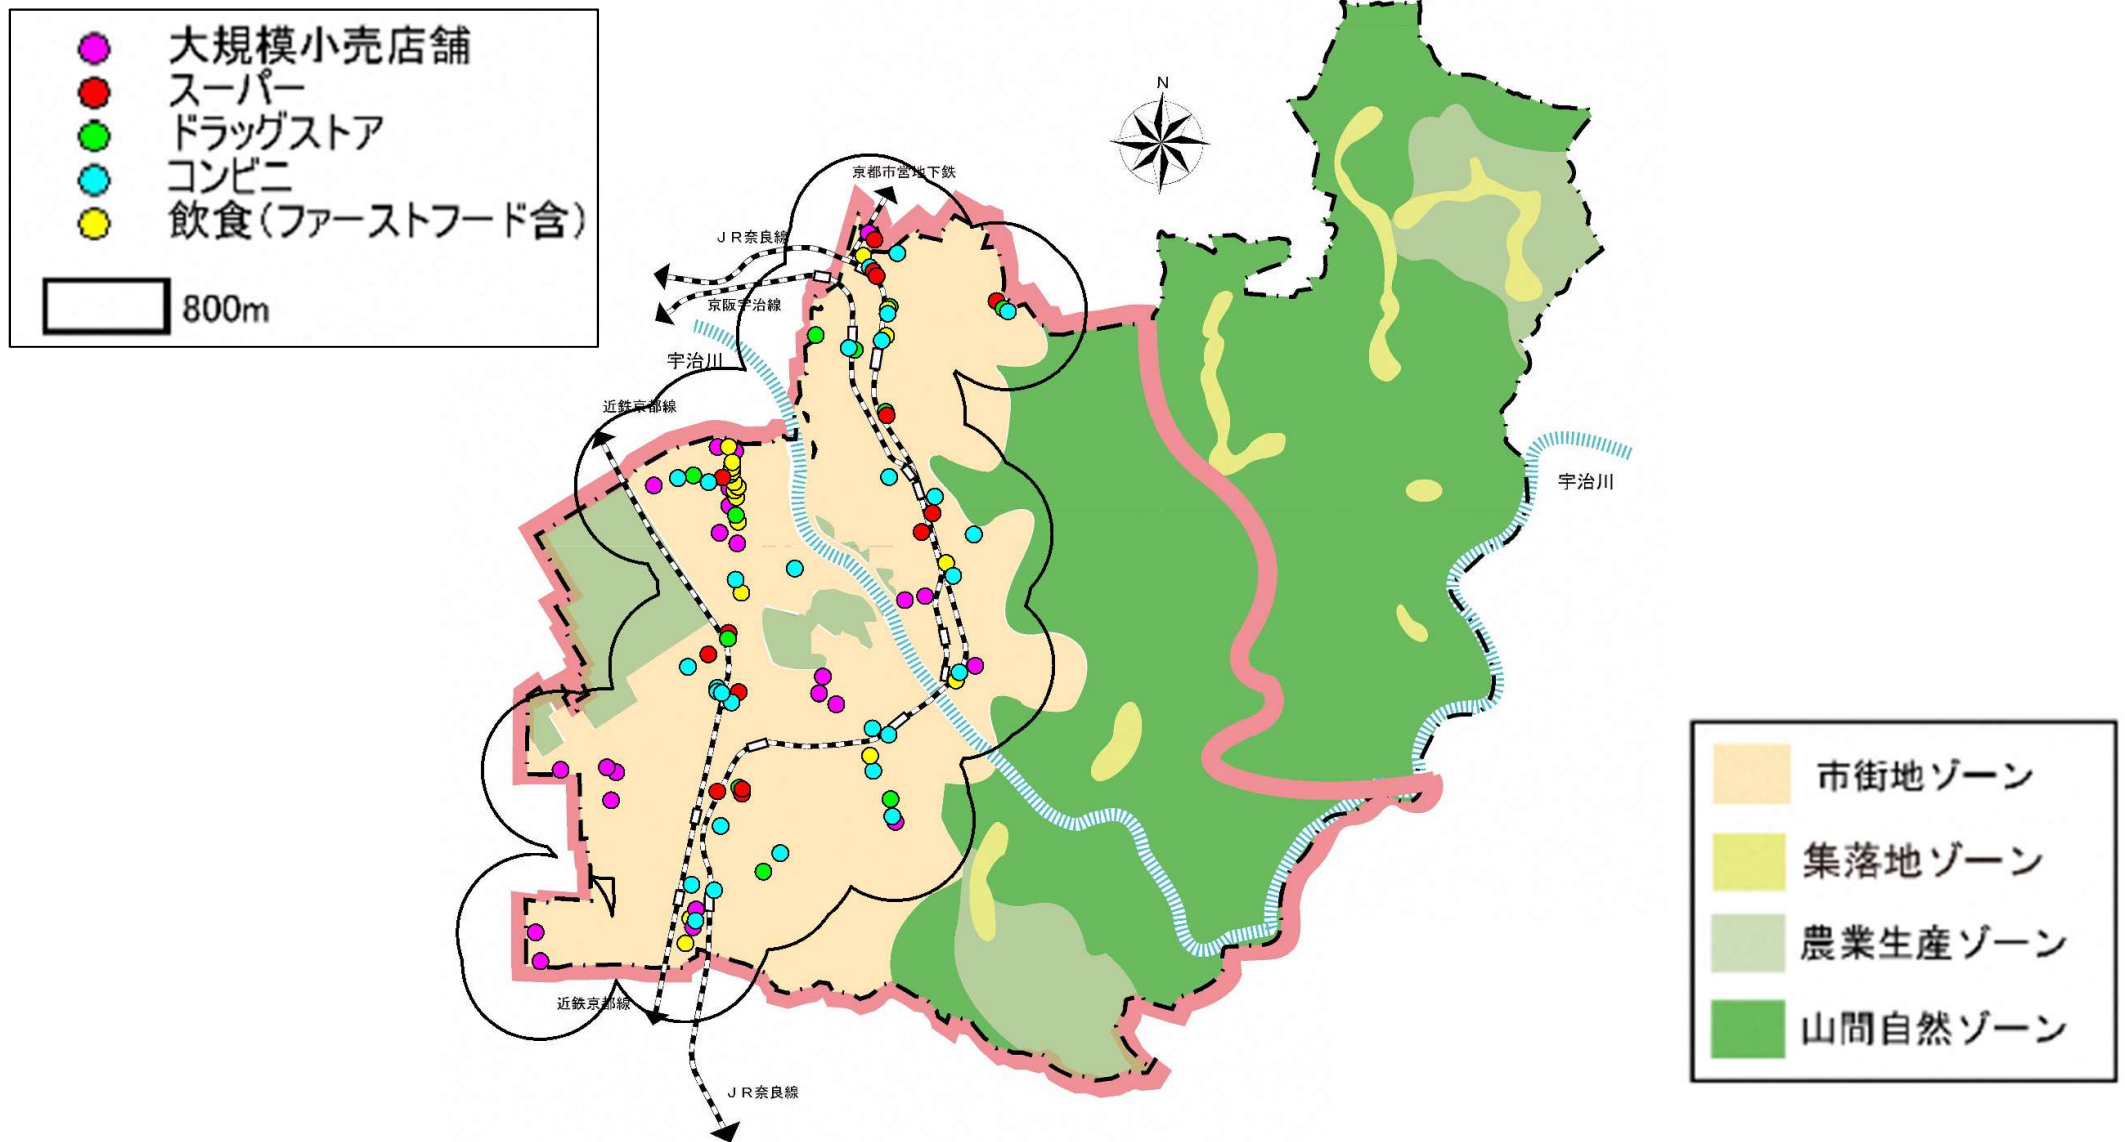 大規模小売店舗
スーパー
ドラッグストア
コンビニ
飲食(ファーストフード含)
800m
N
京都市営地下鉄
JR奈良線
京阪宇治線
宇治川
近鉄京都線
宇治川
近鉄京都線
JR奈良線
市街地ゾーン
集落地ゾーン
農業生産ゾーン
山間自然ゾーン